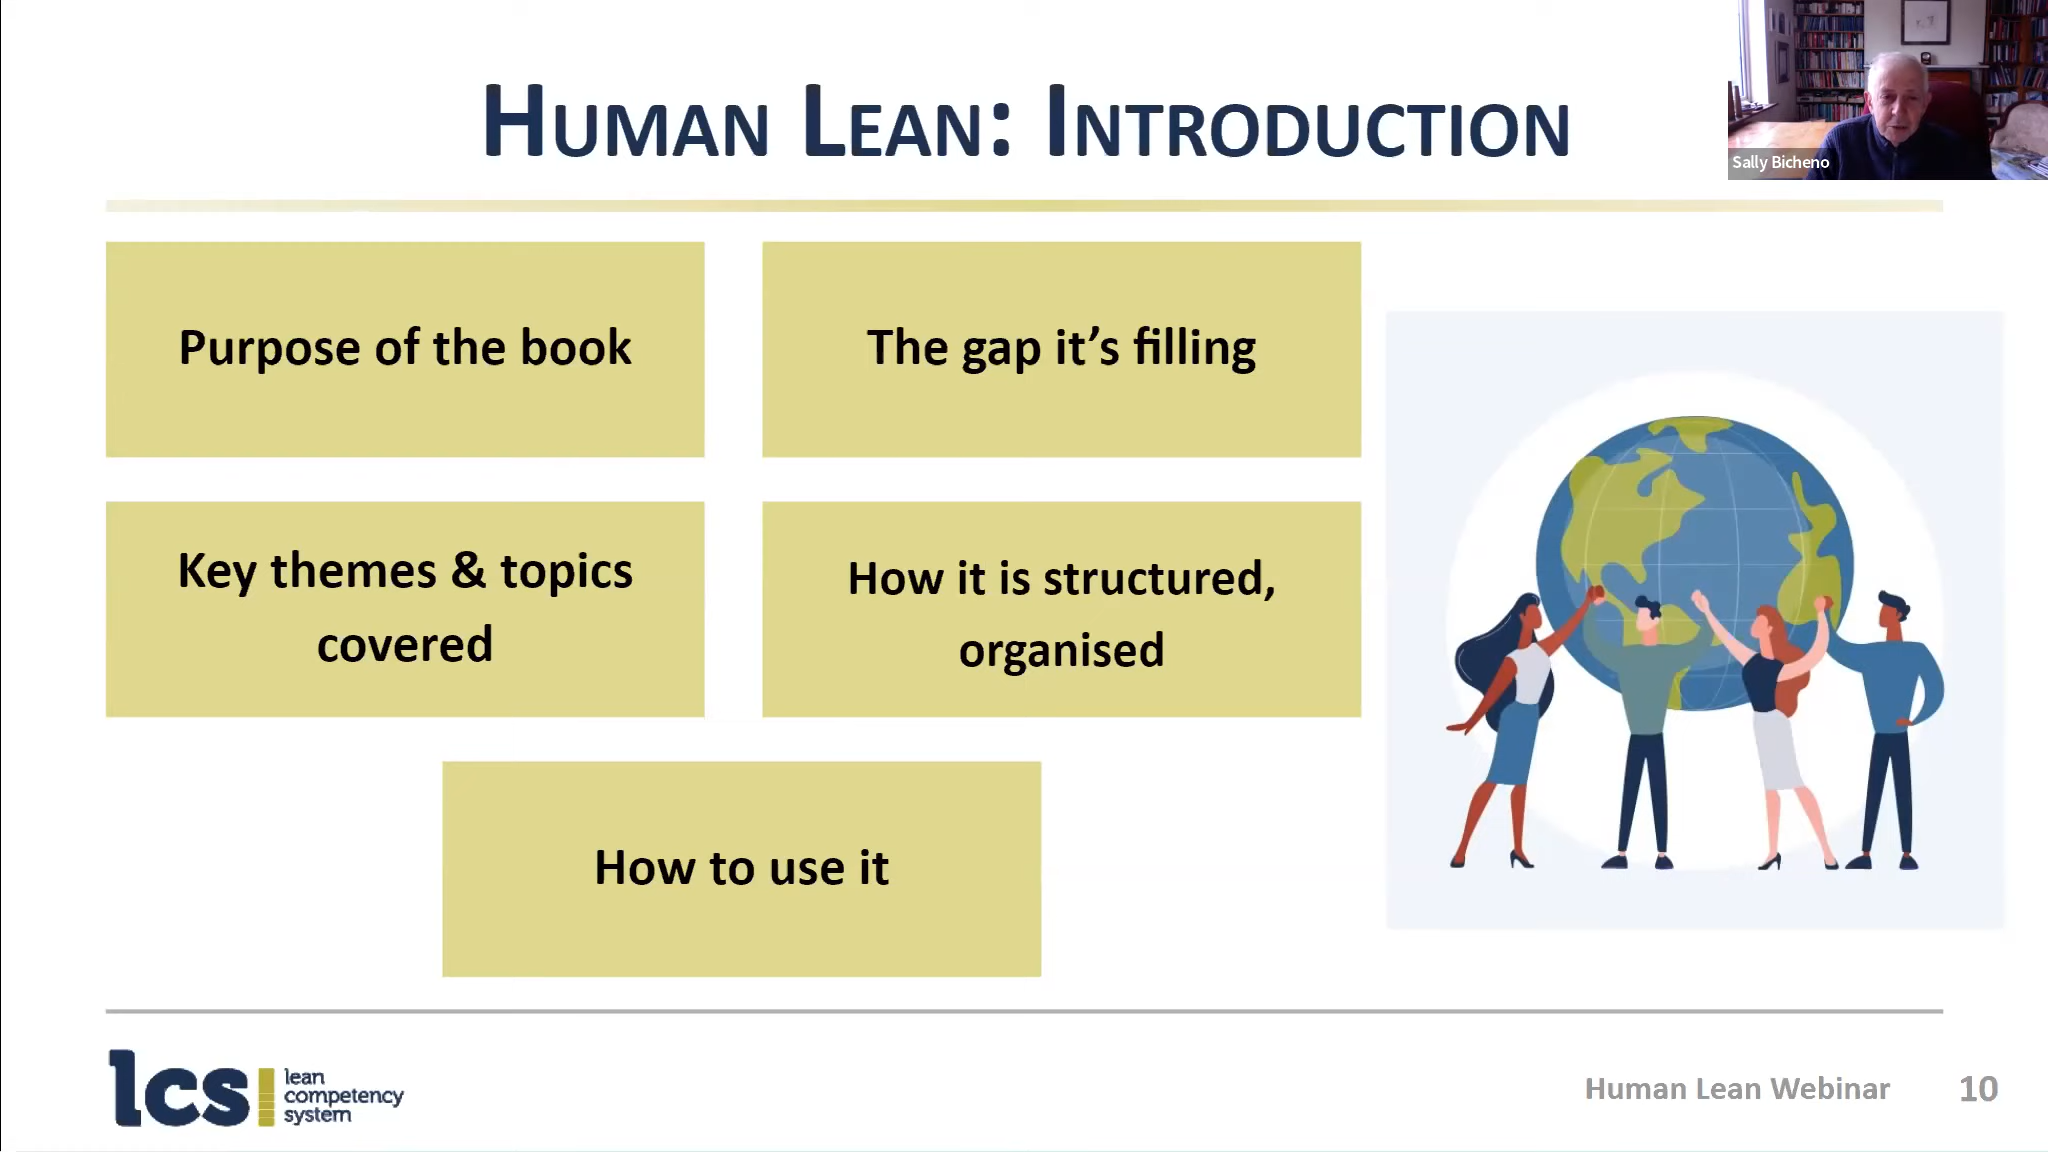 Human Lean: Introduction
Sally Bicheno
Purpose of the book
The gap it’s filling
Key themes & topics
covered
How it is structured,
organised
How to use it
lcs
lean
competency
system
Human Lean Webinar
10